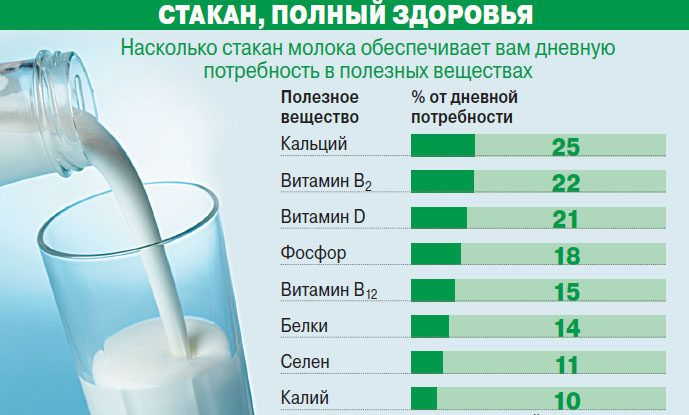 СТАКАН, ПОЛНЫЙ ЗДОРОВЬЯ
Насколько стакан молока обеспечивает вам дневную
потребность в полезных веществах
Полезное вещество % от дневной потребности
Кальций 25
Витамин B₂ 22
Витамин D 21
Фосфор 18
Витамин B₁₂ 15
Белки 14
Селен 11
Калий 10